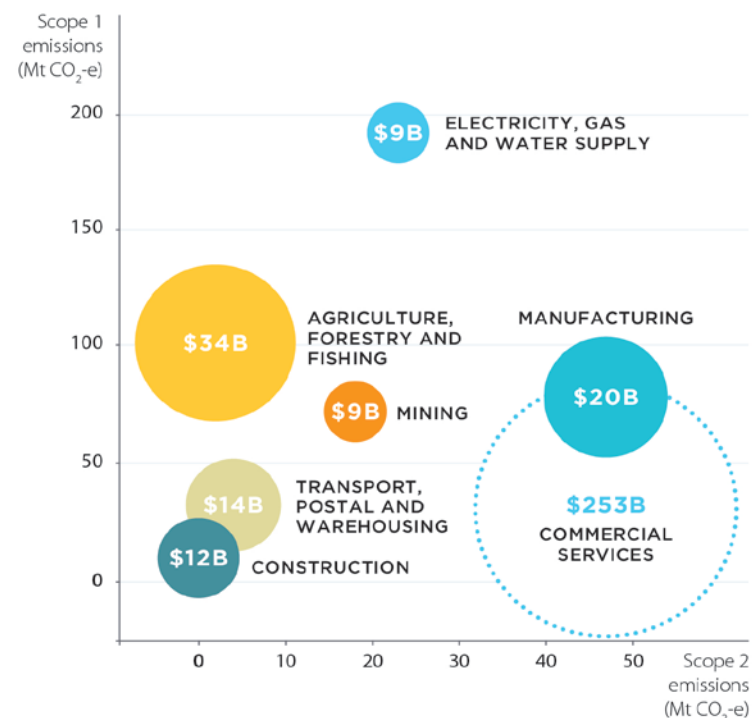 Scope 1
emissions
(Mt CO₂-e)
200
150
100
50
0
$9B
ELECTRICITY, GAS
AND WATER SUPPLY
$34B
AGRICULTURE,
FORESTRY AND
FISHING
$9B
MINING
MANUFACTURING
$20B
$253B
COMMERCIAL
SERVICES
$14B
TRANSPORT,
POSTAL AND
WAREHOUSING
$12B
CONSTRUCTION
0 10 20 30 40 50
Scope 2
emissions
(Mt CO₂-e)